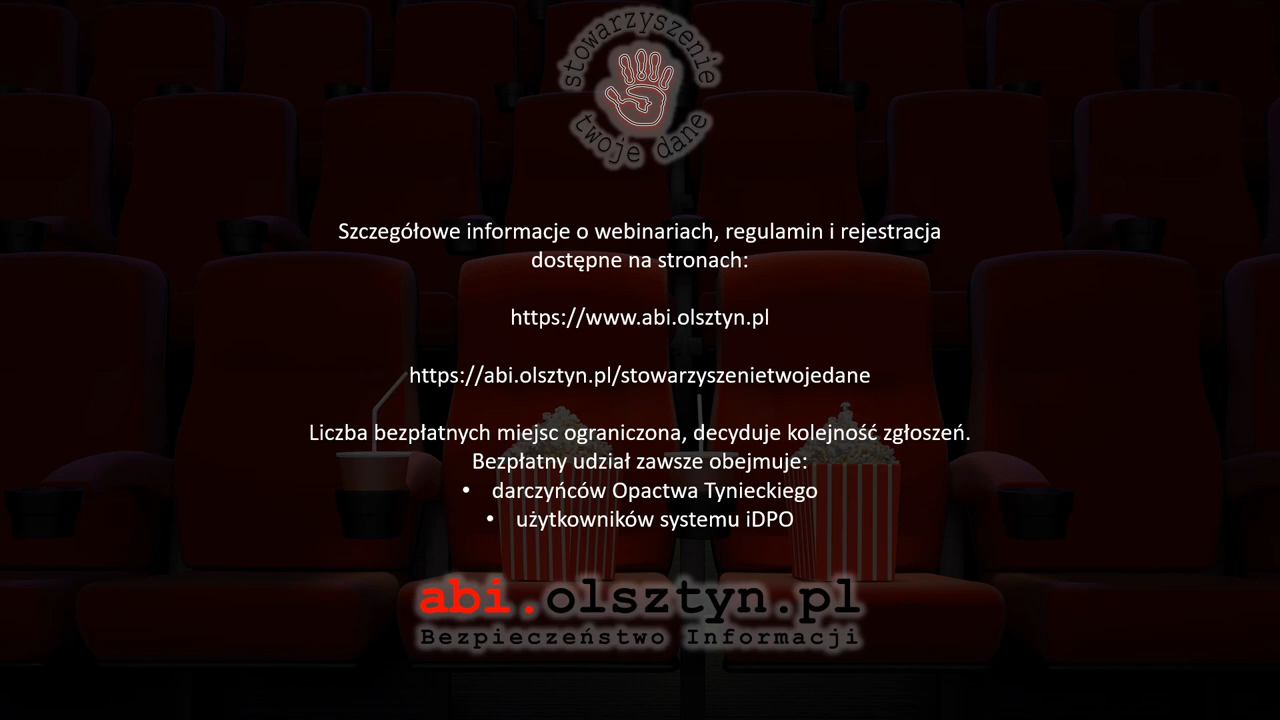 stowarzyszenie
twoje dane
Szczegółowe informacje o webinariach, regulamin i rejestracja
dostępne na stronach:
https://www.abi.olsztyn.pl
https://abi.olsztyn.pl/stowarzyszenietwojedane
Liczba bezpłatnych miejsc ograniczona, decyduje kolejność zgłoszeń.
Bezpłatny udział zawsze obejmuje:
• darczyńców Opactwa Tynieckiego
• użytkowników systemu iDPO
abi.olsztyn.pl
Bezpieczeństwo Informacji